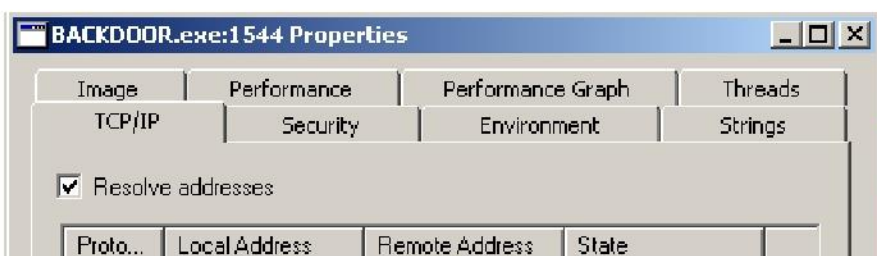 BACKDOOR.exe:1544 Properties
Image Performance Performance Graph Threads
TCP/IP Security Environment Strings
Resolve addresses
Proto... Local Address Remote Address State